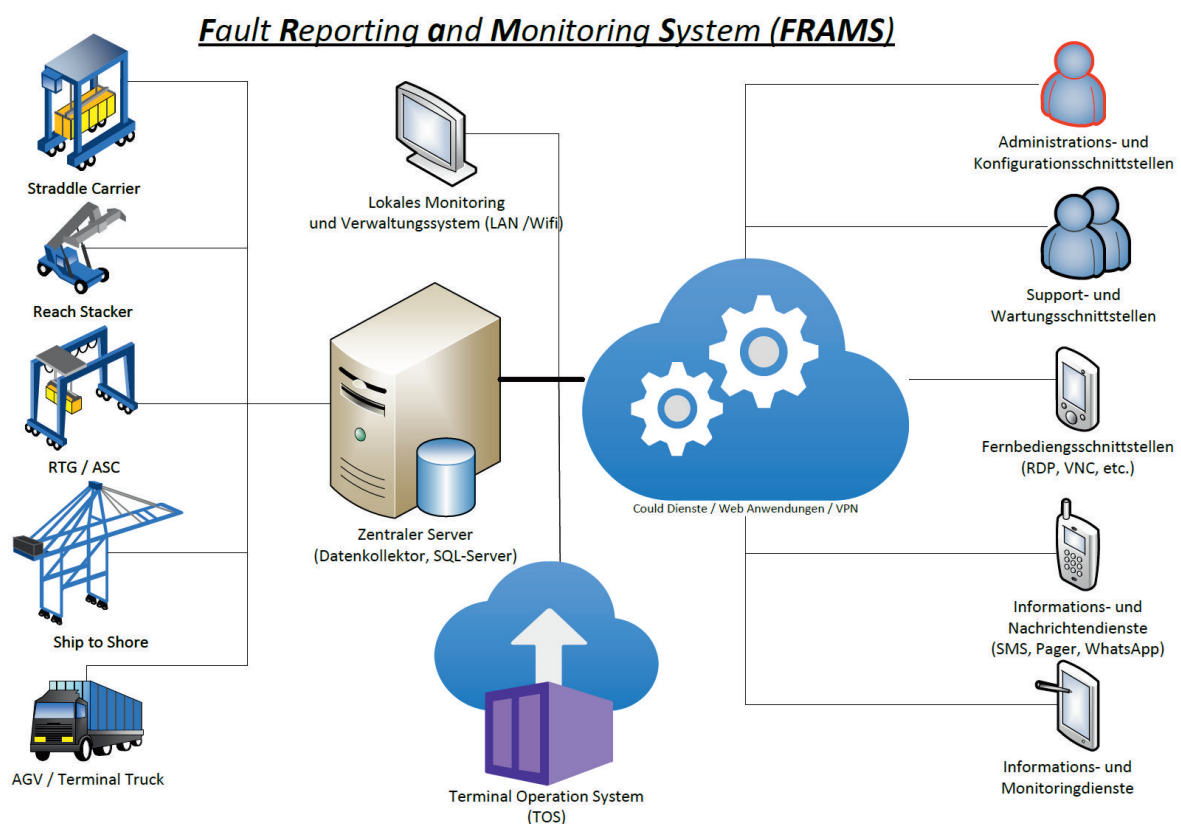 Fault Reporting and Monitoring System (FRAMS)
Straddle Carrier
Reach Stacker
RTG / ASC
Ship to Shore
AGV / Terminal Truck
Lokales Monitoring
und Verwaltungssystem (LAN /Wifi)
Zentraler Server
(Datenkollektor, SQL-Server)
Terminal Operation System
(TOS)
Could Dienste / Web Anwendungen / VPN
Administrations- und
Konfigurationsschnittstellen
Support- und
Wartungsschnittstellen
Fernbediengsschnittstellen
(RDP, VNC, etc.)
Informations- und
Nachrichtendienste
(SMS, Pager, WhatsApp)
Informations- und
Monitoringdienste